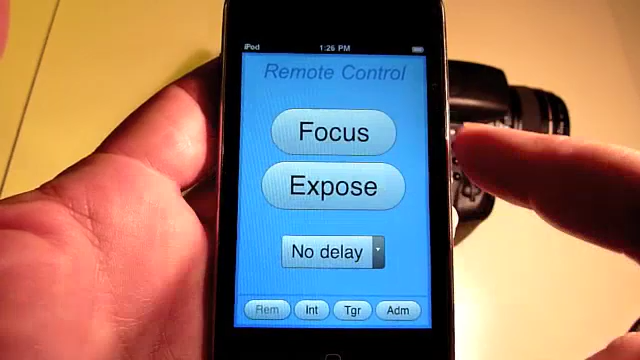 iPod 1:26 PM
Remote Control
Focus
Expose
No delay
Rem Int Tgr Adm